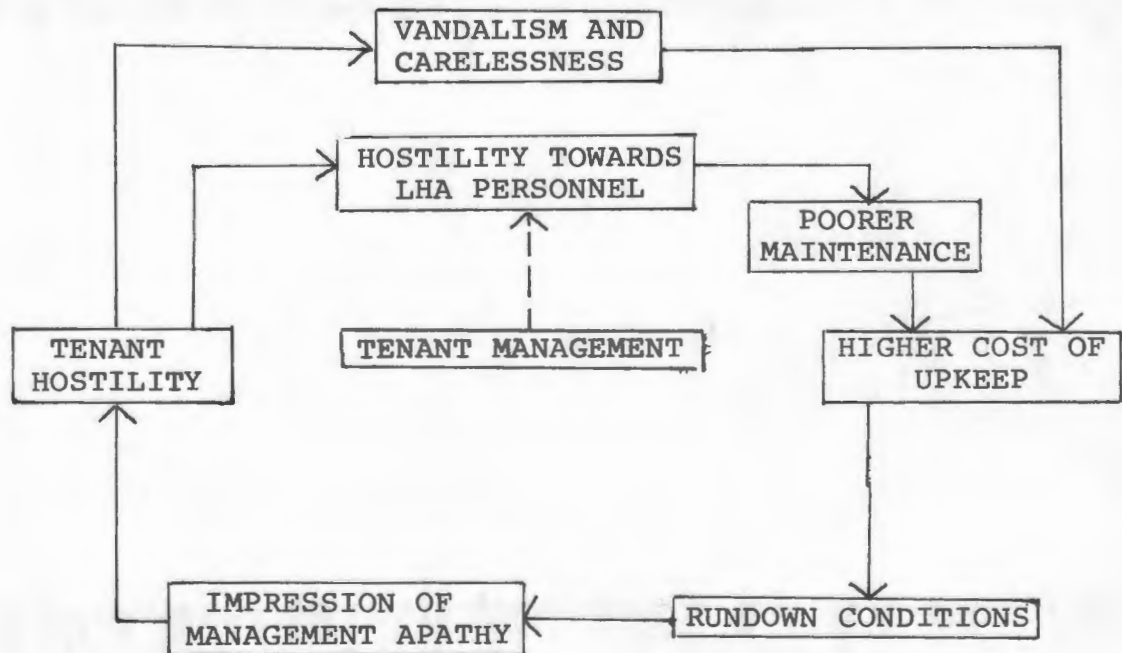 VANDALISM AND
CARELESSNESS
HOSTILITY TOWARDS
LHA PERSONNEL
POORER
MAINTENANCE
TENANT
HOSTILITY
TENANT MANAGEMENT
HIGHER COST OF
UPKEEP
IMPRESSION OF
MANAGEMENT APATHY
RUNDOWN CONDITIONS